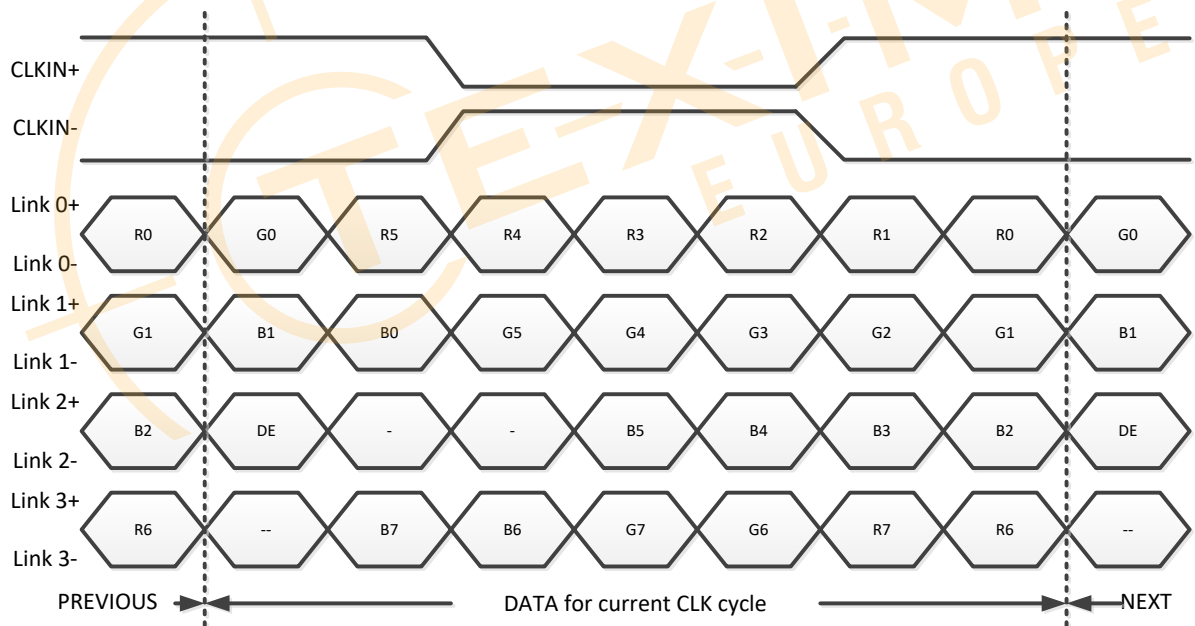 CLKIN+
CLKIN-
Link 0+
R0 G0 R5 R4 R3 R2 R1 R0 G0
Link 0-
Link 1+
G1 B1 B0 G5 G4 G3 G2 G1 B1
Link 1-
Link 2+
B2 DE - - B5 B4 B3 B2 DE
Link 2-
Link 3+
R6 -- B7 B6 G7 G6 R7 R6 --
Link 3-
PREVIOUS DATA for current CLK cycle NEXT
EUROPE